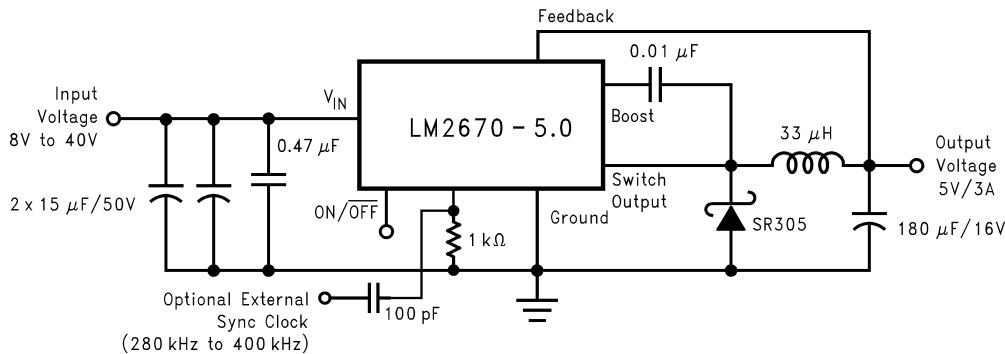 Feedback
0.01 μF
Input
Voltage
8V to 40V
V_IN
LM2670 – 5.0
Boost
0.47 μF
33 μH
Output
Voltage
5V/3A
2 x 15 μF/50V
ON/O̅F̅F̅
Ground
Switch
Output
SR305
180 μF/16V
1 kΩ
Optional External
Sync Clock
(280 kHz to 400 kHz)
100 pF